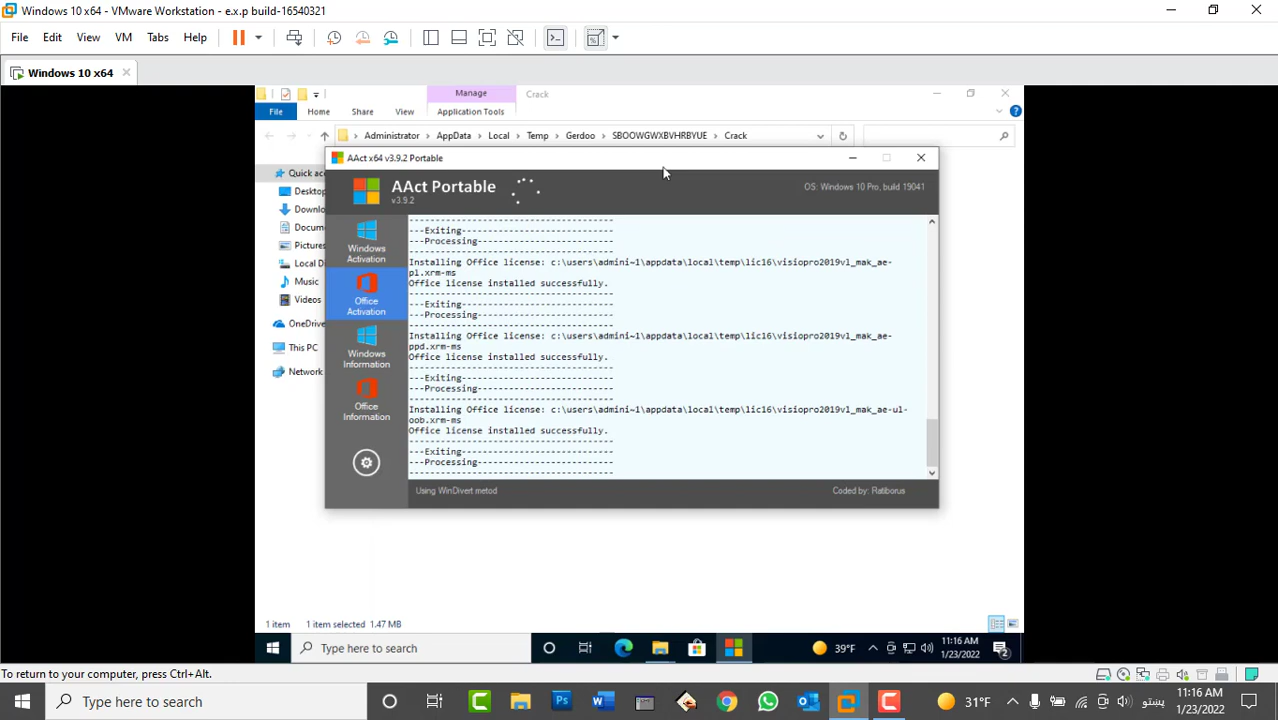 Windows 10 x64 - VMware Workstation - e.x.p build-16540321
File Edit View VM Tabs Help
Windows 10 x64
Manage Crack
File Home Share View Application Tools
Administrator AppData Local Temp Gerdoo SBOOWGWXBVHRBYUE Crack
AAct x64 v3.9.2 Portable
Quick acc
Desktop
Downlo
Docum
Pictures
Local Di
Music
Videos
OneDrive
This PC
Network
AAct Portable
v3.9.2
OS: Windows 10 Pro, build 19041
Windows
Activation
Office
Activation
Windows
Information
Office
Information
----------------------------------------
---Exiting---------------------------
---Processing------------------------
----------------------------------------
Installing Office license: c:\users\admini~1\appdata\local\temp\lic16\visiopro2019vl_mak_ae-
pl.xrm-ms
Office license installed successfully.
----------------------------------------
---Exiting---------------------------
---Processing------------------------
----------------------------------------
Installing Office license: c:\users\admini~1\appdata\local\temp\lic16\visiopro2019vl_mak_ae-
ppd.xrm-ms
Office license installed successfully.
----------------------------------------
---Exiting---------------------------
---Processing------------------------
----------------------------------------
Installing Office license: c:\users\admini~1\appdata\local\temp\lic16\visiopro2019vl_mak_ae-ul-
oob.xrm-ms
Office license installed successfully.
----------------------------------------
---Exiting---------------------------
---Processing------------------------
----------------------------------------
Using WinDivert metod
Coded by: Ratiborus
1 item 1 item selected 1.47 MB
Type here to search
39°F
11:16 AM
1/23/2022
2
To return to your computer, press Ctrl+Alt.
Type here to search
31°F
پښتو
11:16 AM
1/23/2022